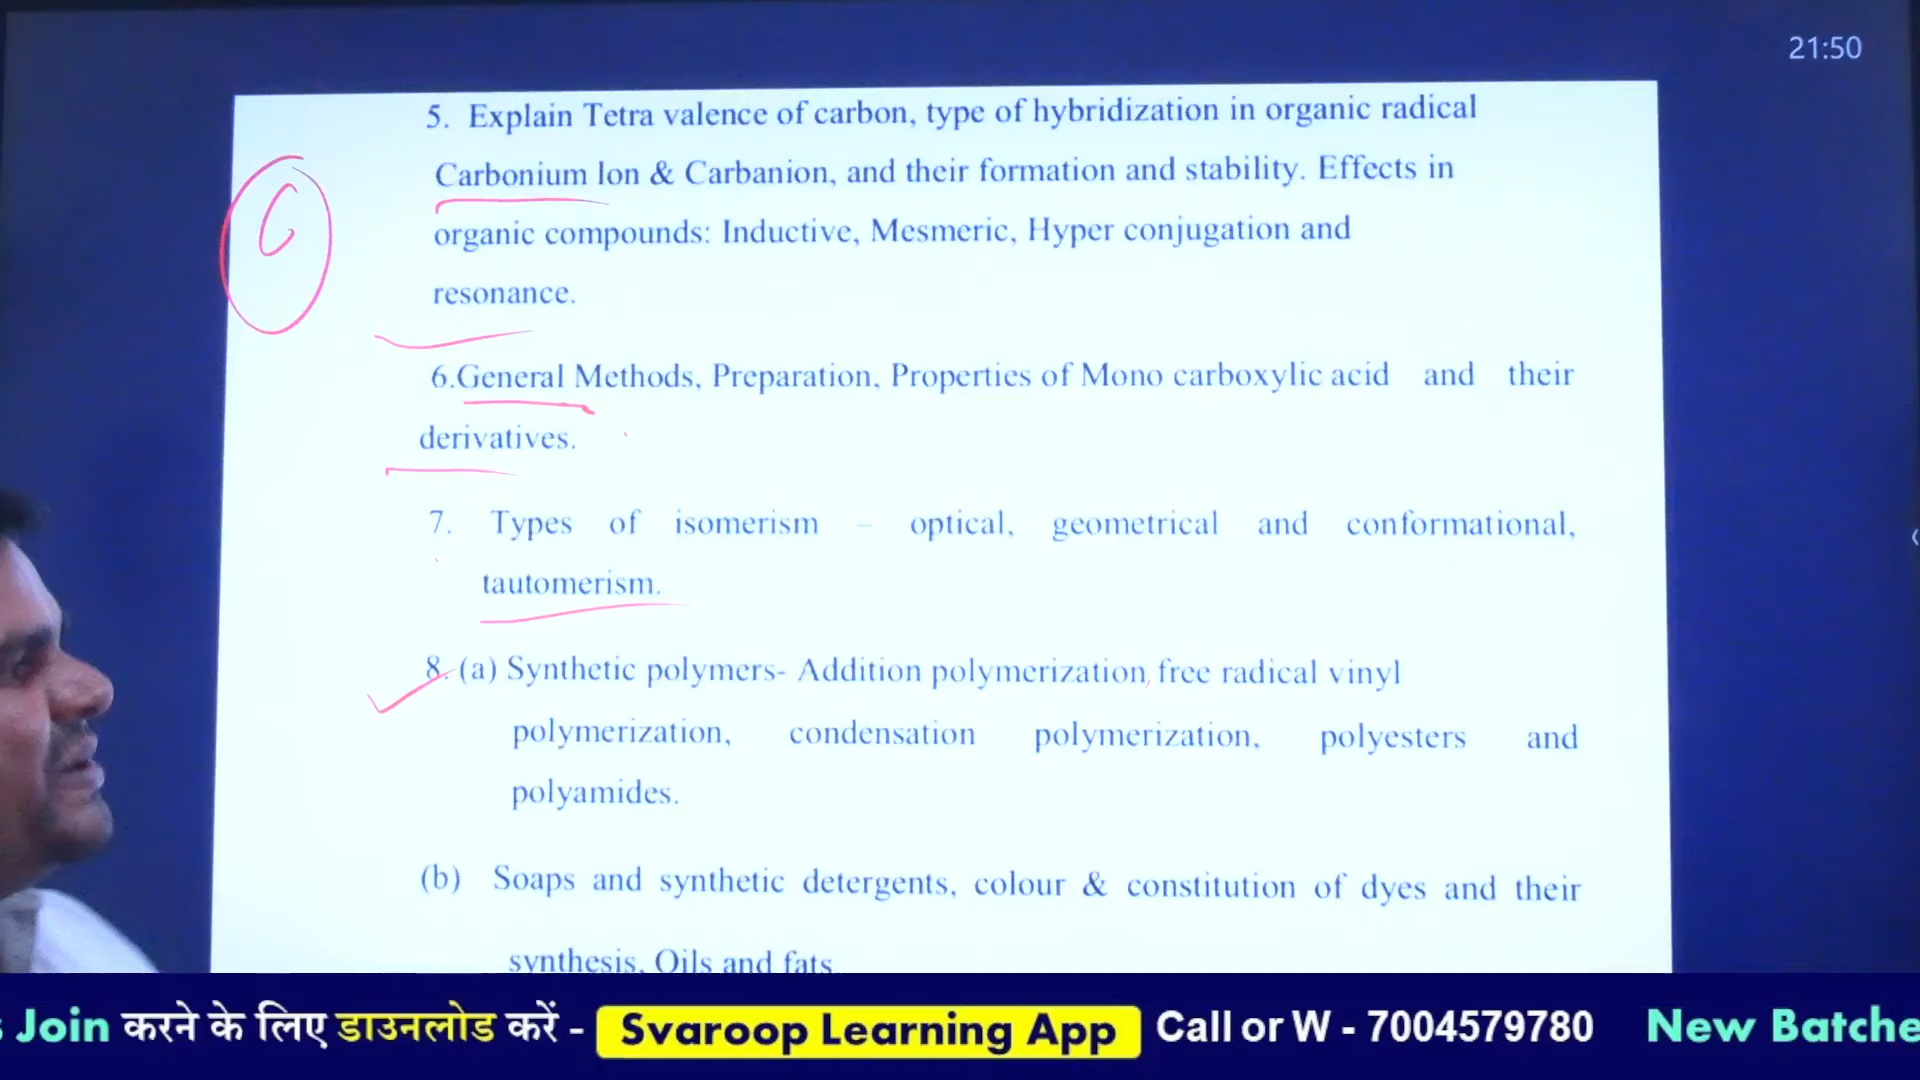 21:50
5. Explain Tetra valence of carbon, type of hybridization in organic radical
Carbonium lon & Carbanion, and their formation and stability. Effects in
organic compounds: Inductive, Mesmeric, Hyper conjugation and
resonance.
6.General Methods, Preparation, Properties of Mono carboxylic acid and their
derivatives.
7. Types of isomerism – optical, geometrical and conformational,
tautomerism.
8. (a) Synthetic polymers- Addition polymerization, free radical vinyl
polymerization, condensation polymerization, polyesters and
polyamides.
(b) Soaps and synthetic detergents, colour & constitution of dyes and their
synthesis. Oils and fats
Join करने के लिए डाउनलोड करें - Svaroop Learning App Call or W - 7004579780 New Batche